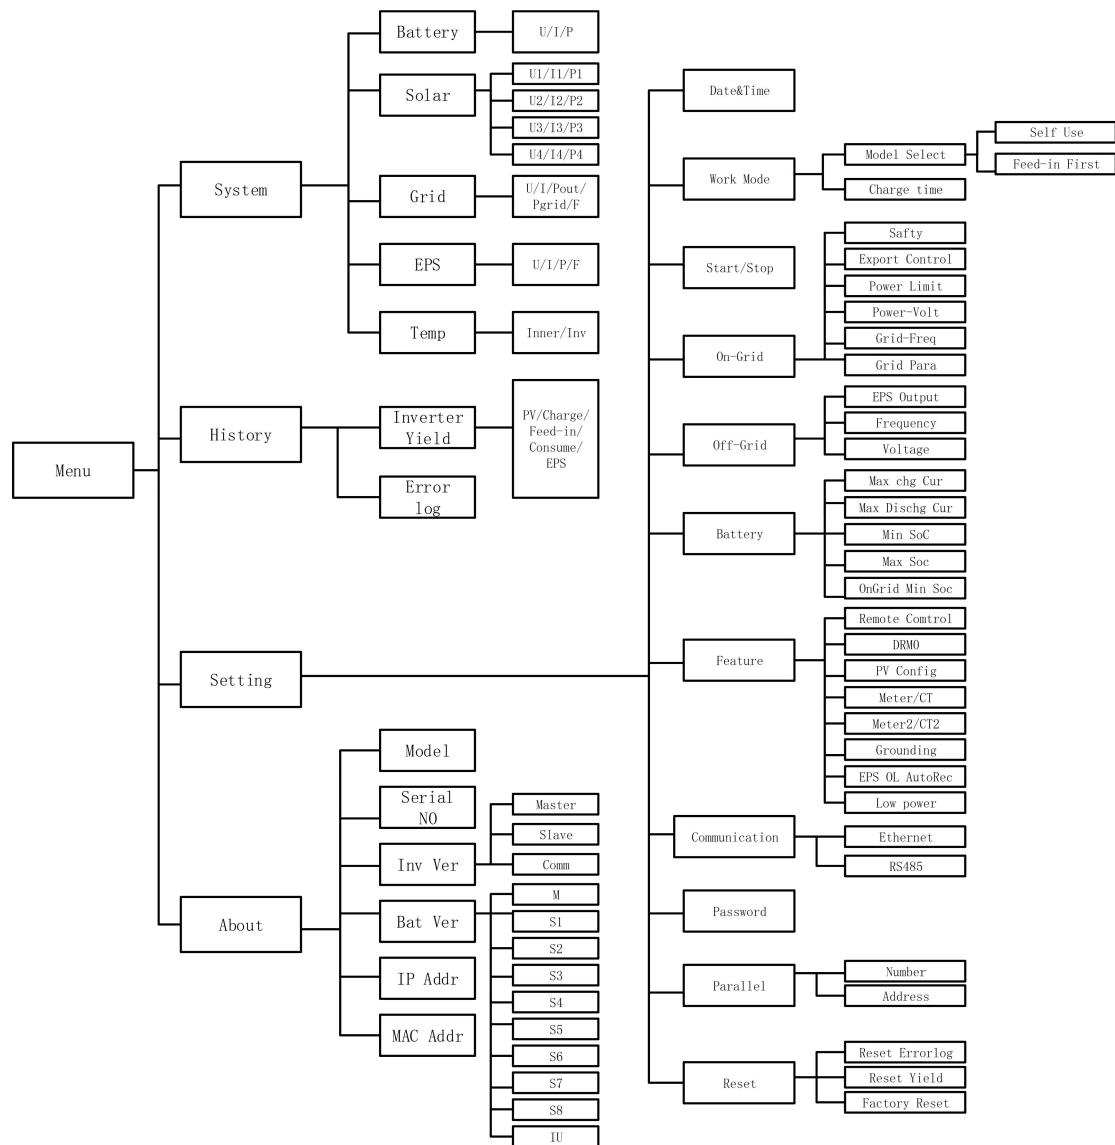 Menu
System
Battery
U/I/P
Solar
U1/I1/P1
U2/I2/P2
U3/I3/P3
U4/I4/P4
Grid
U/I/Pout/
Pgrid/F
EPS
U/I/P/F
Temp
Inner/Inv
History
Inverter
Yield
PV/Charge/
Feed-in/
Consume/
EPS
Error
log
Setting
Date&Time
Work Mode
Model Select
Self Use
Feed-in First
Charge time
Start/Stop
On-Grid
Safty
Export Control
Power Limit
Power-Volt
Grid-Freq
Grid Para
Off-Grid
EPS Output
Frequency
Voltage
Battery
Max chg Cur
Max Dischg Cur
Min SoC
Max Soc
OnGrid Min Soc
Feature
Remote Comtrol
DRM0
PV Config
Meter/CT
Meter2/CT2
Grounding
EPS OL AutoRec
Low power
Communication
Ethernet
RS485
Password
Parallel
Number
Address
Reset
Reset Errorlog
Reset Yield
Factory Reset
About
Model
Serial
NO
Inv Ver
Master
Slave
Comm
Bat Ver
M
S1
S2
S3
S4
S5
S6
S7
S8
IU
IP Addr
MAC Addr